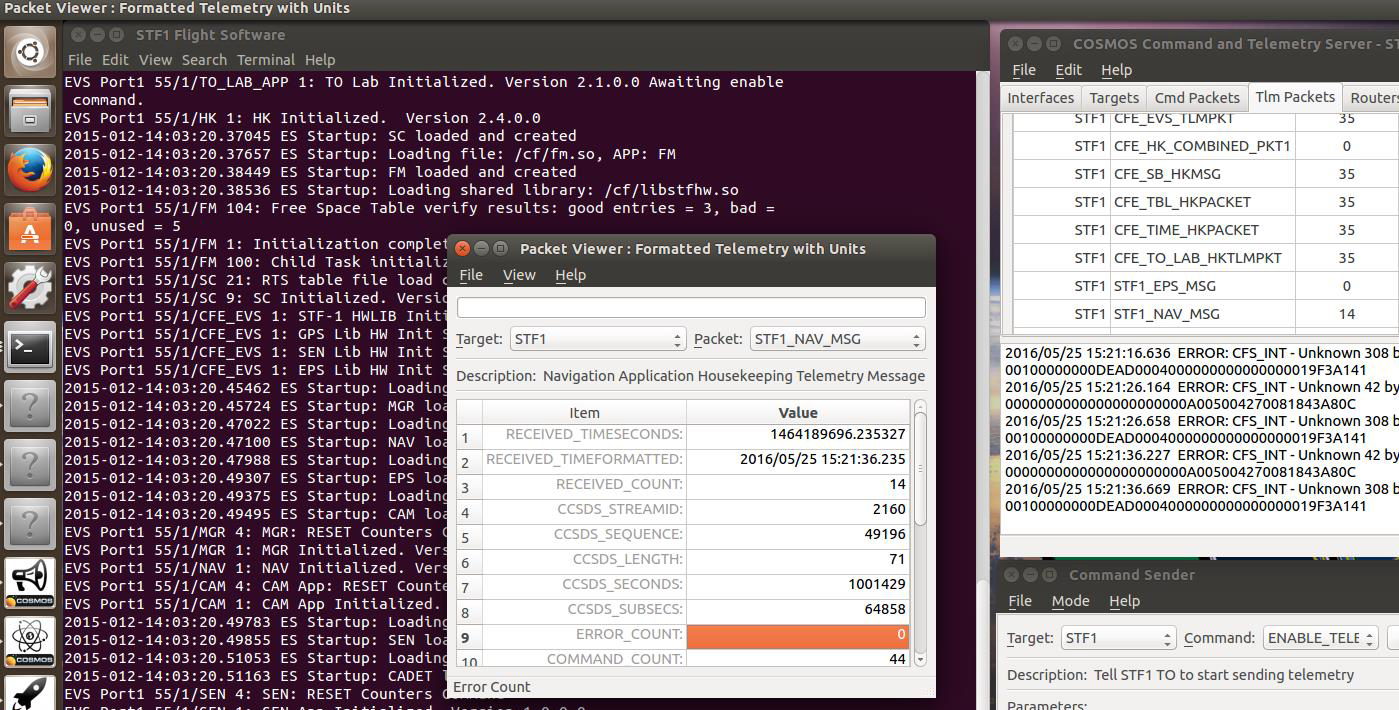 Packet Viewer : Formatted Telemetry with Units
STF1 Flight Software
File Edit View Search Terminal Help
EVS Port1 55/1/TO_LAB_APP 1: TO Lab Initialized. Version 2.1.0.0 Awaiting enable
command.
EVS Port1 55/1/HK 1: HK Initialized.  Version 2.4.0.0
2015-012-14:03:20.37045 ES Startup: SC loaded and created
2015-012-14:03:20.37657 ES Startup: Loading file: /cf/fm.so, APP: FM
2015-012-14:03:20.38449 ES Startup: FM loaded and created
2015-012-14:03:20.38536 ES Startup: Loading shared library: /cf/libstfhw.so
EVS Port1 55/1/FM 104: Free Space Table verify results: good entries = 3, bad =
0, unused = 5
EVS Port1 55/1/FM 1: Initialization complet
EVS Port1 55/1/FM 100: Child Task initializ
EVS Port1 55/1/SC 21: RTS table file load c
EVS Port1 55/1/SC 9: SC Initialized. Versio
EVS Port1 55/1/CFE_EVS 1: STF-1 HWLIB Initi
EVS Port1 55/1/CFE_EVS 1: GPS Lib HW Init S
EVS Port1 55/1/CFE_EVS 1: SEN Lib HW Init S
EVS Port1 55/1/CFE_EVS 1: EPS Lib HW Init S
2015-012-14:03:20.45462 ES Startup: Loading
2015-012-14:03:20.45724 ES Startup: MGR loa
2015-012-14:03:20.47022 ES Startup: Loading
2015-012-14:03:20.47100 ES Startup: NAV loa
2015-012-14:03:20.47988 ES Startup: Loading
2015-012-14:03:20.49307 ES Startup: EPS loa
2015-012-14:03:20.49375 ES Startup: Loading
2015-012-14:03:20.49495 ES Startup: CAM loa
EVS Port1 55/1/MGR 4: MGR: RESET Counters C
EVS Port1 55/1/MGR 1: MGR Initialized. Vers
EVS Port1 55/1/NAV 1: NAV Initialized. Vers
EVS Port1 55/1/CAM 4: CAM App: RESET Counte
EVS Port1 55/1/CAM 1: CAM App Initialized.
2015-012-14:03:20.49783 ES Startup: Loading
2015-012-14:03:20.49855 ES Startup: SEN loa
2015-012-14:03:20.51053 ES Startup: Loading
2015-012-14:03:20.51163 ES Startup: CADET l
EVS Port1 55/1/SEN 4: SEN: RESET Counters
EVS Port1 55/1/SEN 1: SEN App Initialized.
Packet Viewer : Formatted Telemetry with Units
File View Help
Target: STF1 Packet: STF1_NAV_MSG
Description: Navigation Application Housekeeping Telemetry Message
Item Value
1 RECEIVED_TIMESECONDS: 1464189696.235327
2 RECEIVED_TIMEFORMATTED: 2016/05/25 15:21:36.235
3 RECEIVED_COUNT: 14
4 CCSDS_STREAMID: 2160
5 CCSDS_SEQUENCE: 49196
6 CCSDS_LENGTH: 71
7 CCSDS_SECONDS: 1001429
8 CCSDS_SUBSECS: 64858
9 ERROR_COUNT: 0
10 COMMAND_COUNT: 44
Error Count
COSMOS Command and Telemetry Server - ST
File Edit Help
Interfaces Targets Cmd Packets Tlm Packets Routers
STF1 CFE_EVS_TLMPKT 35
STF1 CFE_HK_COMBINED_PKT1 0
STF1 CFE_SB_HKMSG 35
STF1 CFE_TBL_HKPACKET 35
STF1 CFE_TIME_HKPACKET 35
STF1 CFE_TO_LAB_HKTLMPKT 35
STF1 STF1_EPS_MSG 0
STF1 STF1_NAV_MSG 14
2016/05/25 15:21:16.636 ERROR: CFS_INT - Unknown 308 b
00100000000DEAD0004000000000000000019F3A141
2016/05/25 15:21:26.164 ERROR: CFS_INT - Unknown 42 by
0000000000000000000000A005004270081843A80C
2016/05/25 15:21:26.658 ERROR: CFS_INT - Unknown 308 b
00100000000DEAD0004000000000000000019F3A141
2016/05/25 15:21:36.227 ERROR: CFS_INT - Unknown 42 by
0000000000000000000000A005004270081843A80C
2016/05/25 15:21:36.669 ERROR: CFS_INT - Unknown 308 b
00100000000DEAD0004000000000000000019F3A141
Command Sender
File Mode Help
Target: STF1 Command: ENABLE_TELE
Description: Tell STF1 TO to start sending telemetry
Parameters:
COSMOS
COSMOS